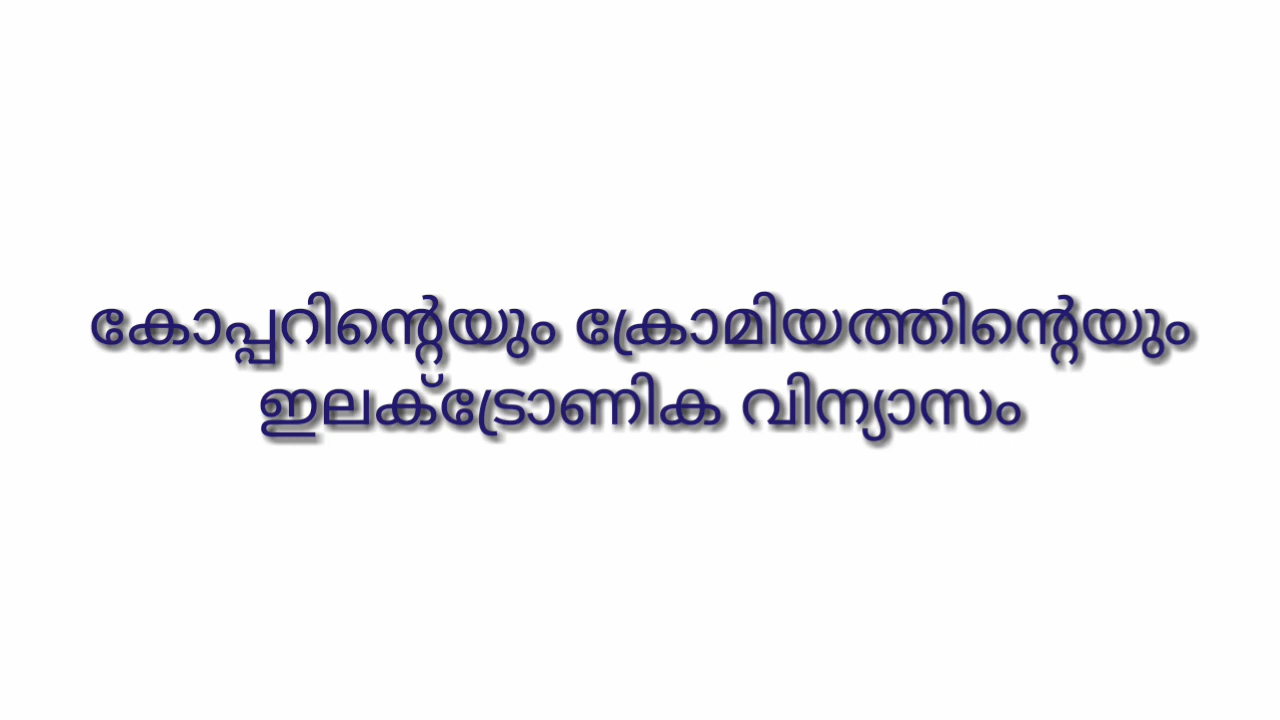 കോപ്പറിന്റെയും ക്രോമിയത്തിന്റെയും
ഇലക്ട്രോണിക വിന്യാസം